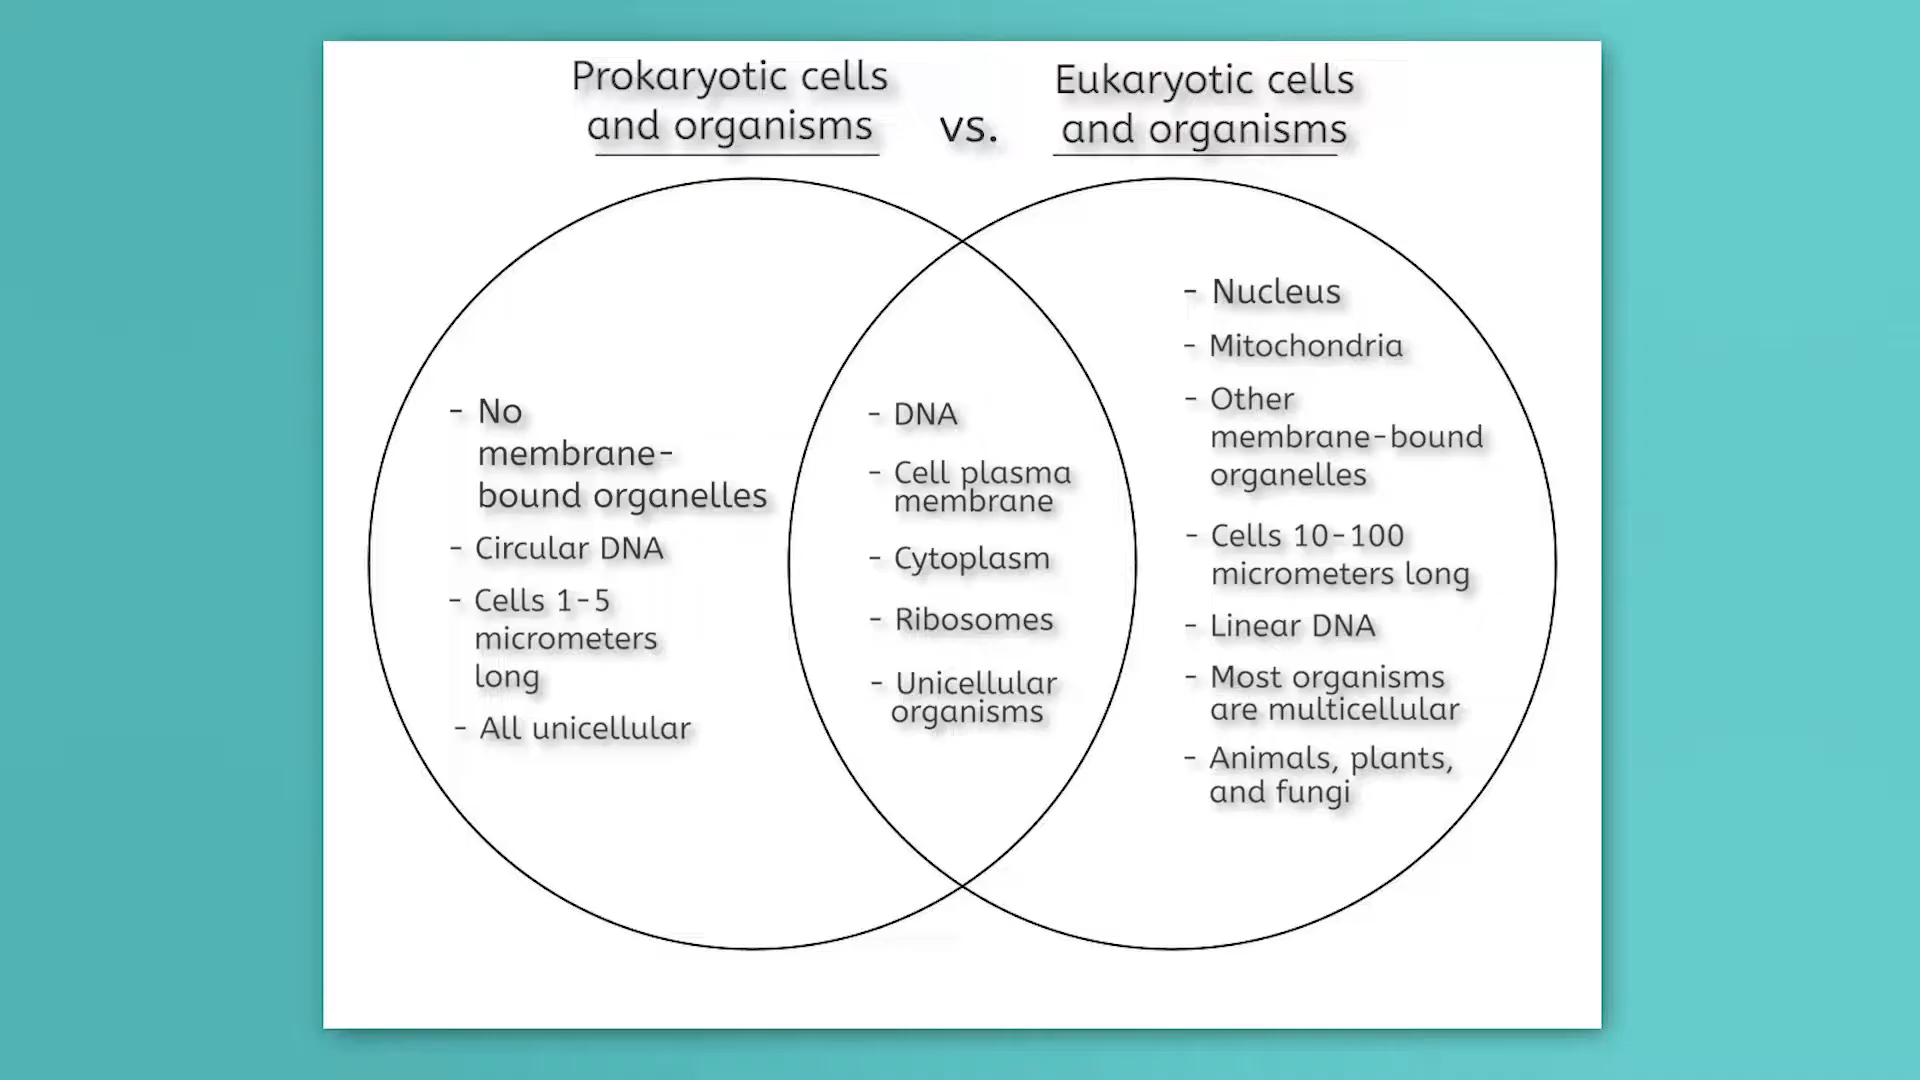 Prokaryotic cells
and organisms
vs.
Eukaryotic cells
and organisms
- No
membrane-
bound organelles
- Circular DNA
- Cells 1-5
micrometers
long
- All unicellular
- DNA
- Cell plasma
membrane
- Cytoplasm
- Ribosomes
- Unicellular
organisms
- Nucleus
- Mitochondria
- Other
membrane-bound
organelles
- Cells 10-100
micrometers long
- Linear DNA
- Most organisms
are multicellular
- Animals, plants,
and fungi